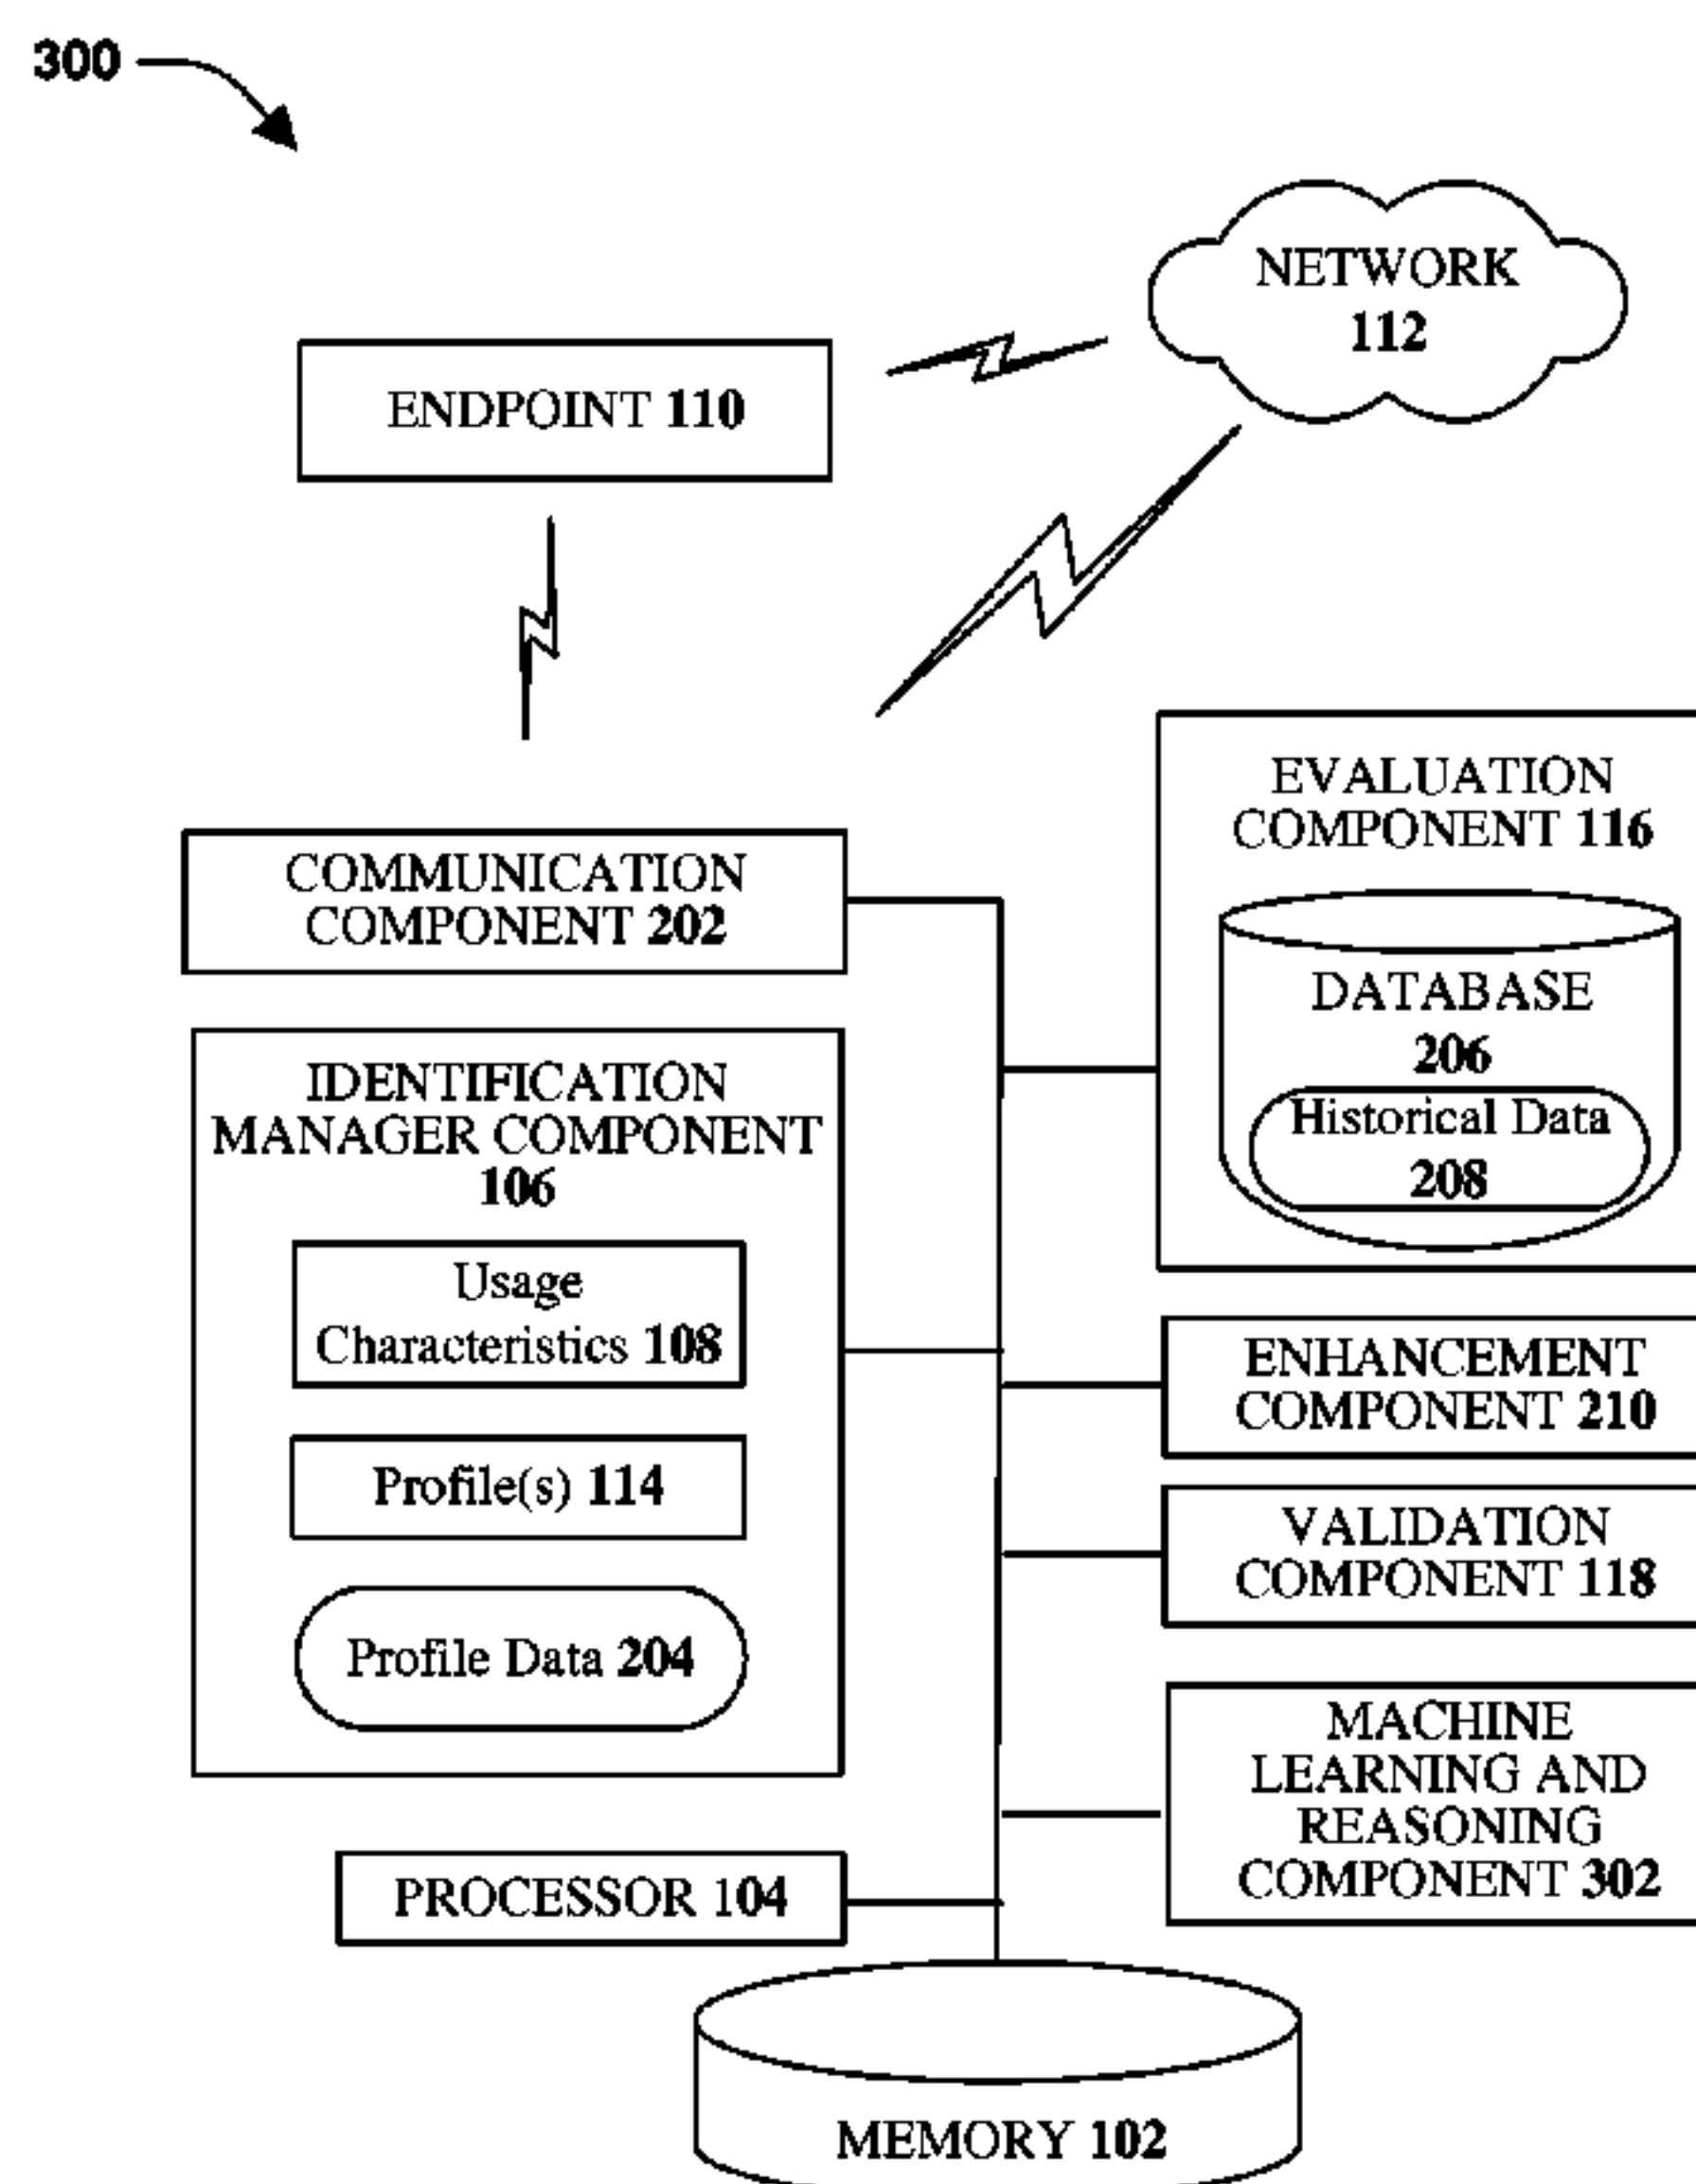 300
NETWORK
112
ENDPOINT 110
COMMUNICATION
COMPONENT 202
EVALUATION
COMPONENT 116
DATABASE
206
Historical Data
208
IDENTIFICATION
MANAGER COMPONENT
106
Usage
Characteristics 108
Profile(s) 114
Profile Data 204
ENHANCEMENT
COMPONENT 210
VALIDATION
COMPONENT 118
MACHINE
LEARNING AND
REASONING
COMPONENT 302
PROCESSOR 104
MEMORY 102